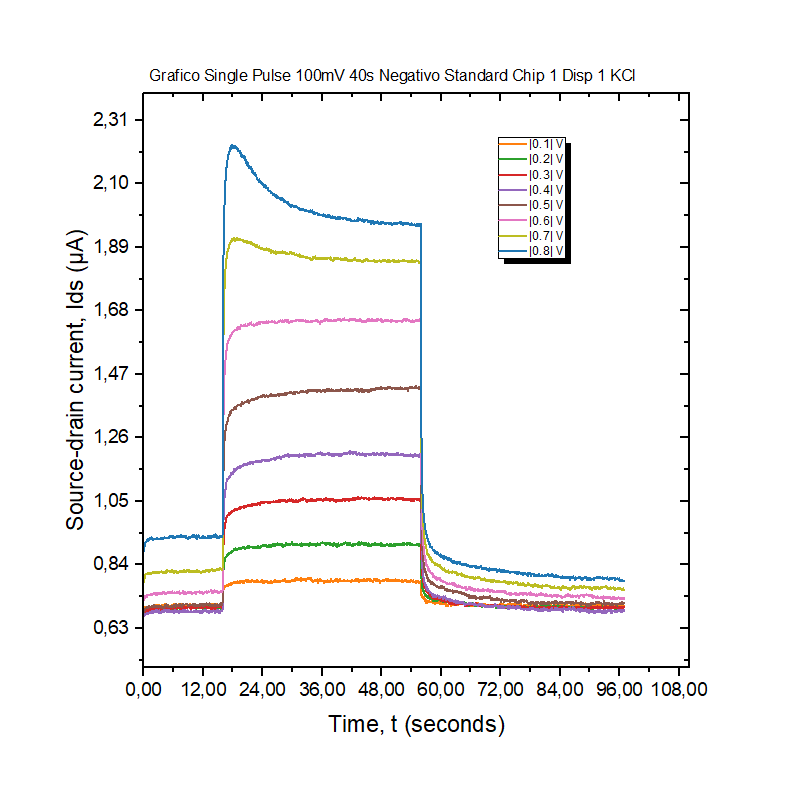 Grafico Single Pulse 100mV 40s Negativo Standard Chip 1 Disp 1 KCl
2,31
2,10
1,89
1,68
1,47
1,26
1,05
0,84
0,63
Source-drain current, Ids (µA)
|0.1| V
|0.2| V
|0.3| V
|0.4| V
|0.5| V
|0.6| V
|0.7| V
|0.8| V
0,00 12,00 24,00 36,00 48,00 60,00 72,00 84,00 96,00 108,00
Time, t (seconds)